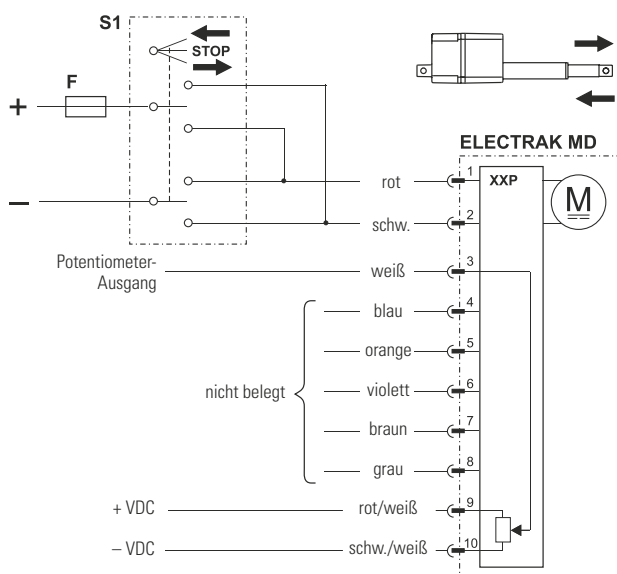 S1
STOP
F
+
–
ELECTRAK MD
XXP
M
rot 1
schw. 2
Potentiometer-
Ausgang
weiß 3
nicht belegt
blau 4
orange 5
violett 6
braun 7
grau 8
+ VDC rot/weiß 9
– VDC schw./weiß 10